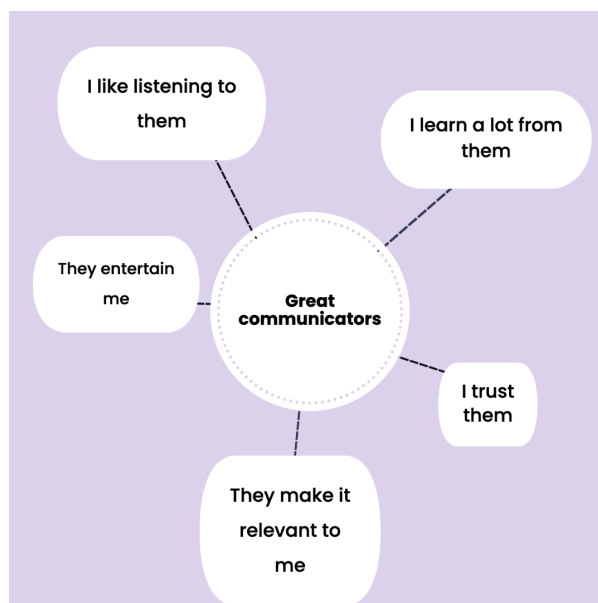 I like listening to
them
I learn a lot from
them
They entertain
me
Great
communicators
I trust
them
They make it
relevant to
me